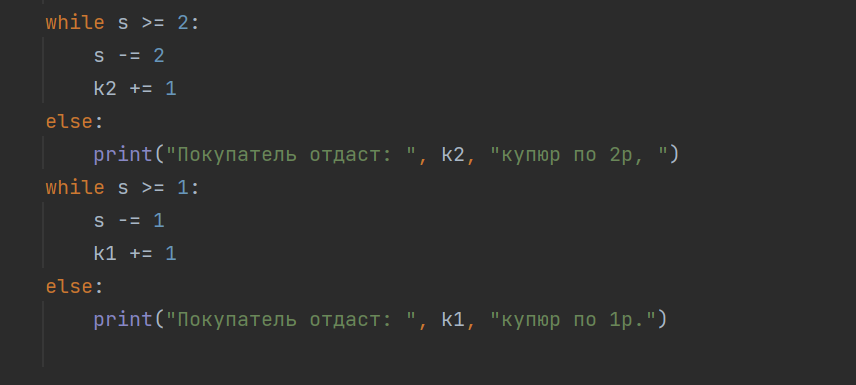 while s >= 2:
    s -= 2
    k2 += 1
else:
    print("Покупатель отдаст: ", k2, "купюр по 2р, ")
while s >= 1:
    s -= 1
    k1 += 1
else:
    print("Покупатель отдаст: ", k1, "купюр по 1р.")